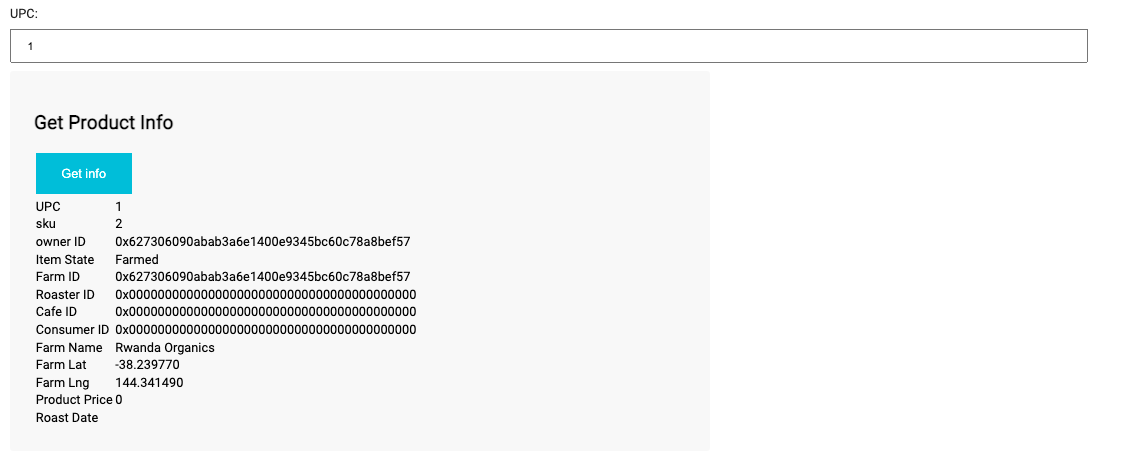 UPC:
1
Get Product Info
Get info
UPC 1
sku 2
owner ID 0x627306090abab3a6e1400e9345bc60c78a8bef57
Item State Farmed
Farm ID 0x627306090abab3a6e1400e9345bc60c78a8bef57
Roaster ID 0x0000000000000000000000000000000000000000
Cafe ID 0x0000000000000000000000000000000000000000
Consumer ID 0x0000000000000000000000000000000000000000
Farm Name Rwanda Organics
Farm Lat -38.239770
Farm Lng 144.341490
Product Price 0
Roast Date